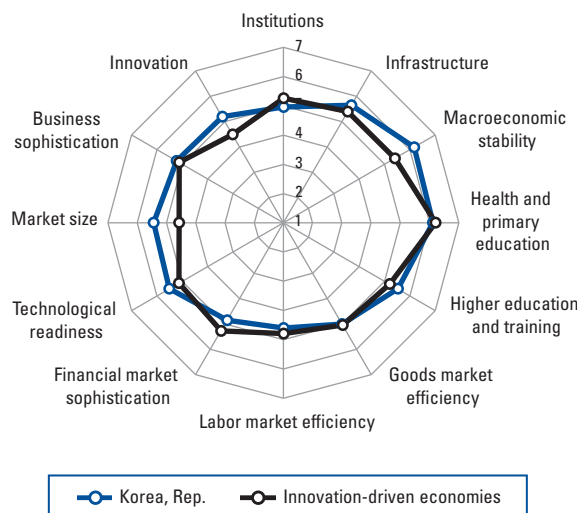 Institutions
7
6
5
4
3
2
1
Infrastructure
Macroeconomic
stability
Health and
primary
education
Higher education
and training
Goods market
efficiency
Labor market efficiency
Financial market
sophistication
Technological
readiness
Market size
Business
sophistication
Innovation
Korea, Rep.
Innovation-driven economies